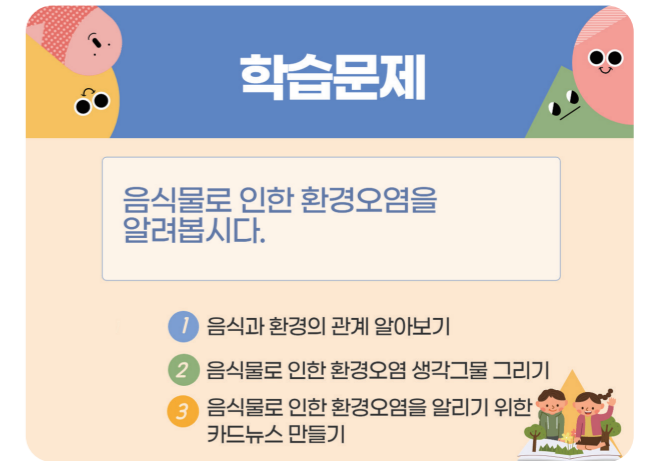 학습문제
음식물로 인한 환경오염을
알려봅시다.
1 음식과 환경의 관계 알아보기
2 음식물로 인한 환경오염 생각그물 그리기
3 음식물로 인한 환경오염을 알리기 위한
카드뉴스 만들기